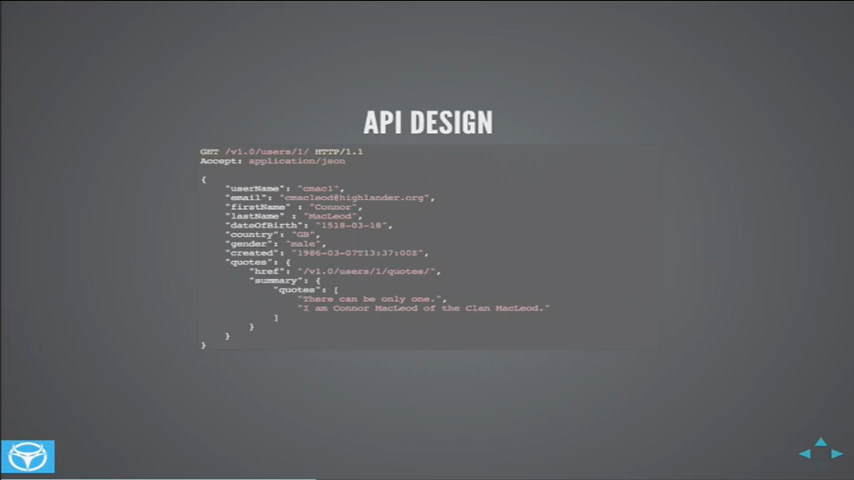 API DESIGN
GET /v1.0/users/1/ HTTP/1.1
Accept: application/json
{
"userName": "cmacl",
"email": "cmacleod@highlander.org",
"firstName" : "Connor",
"lastName" : "MacLeod",
"dateOfBirth": "1518-03-18",
"country": "GB",
"gender": "male",
"created": "1986-03-07T13:37:00Z",
"quotes": {
"href": "/v1.0/users/1/quotes/",
"summary": {
"quotes": [
"There can be only one.",
"I am Connor MacLeod of the Clan MacLeod."
]
}
}
}